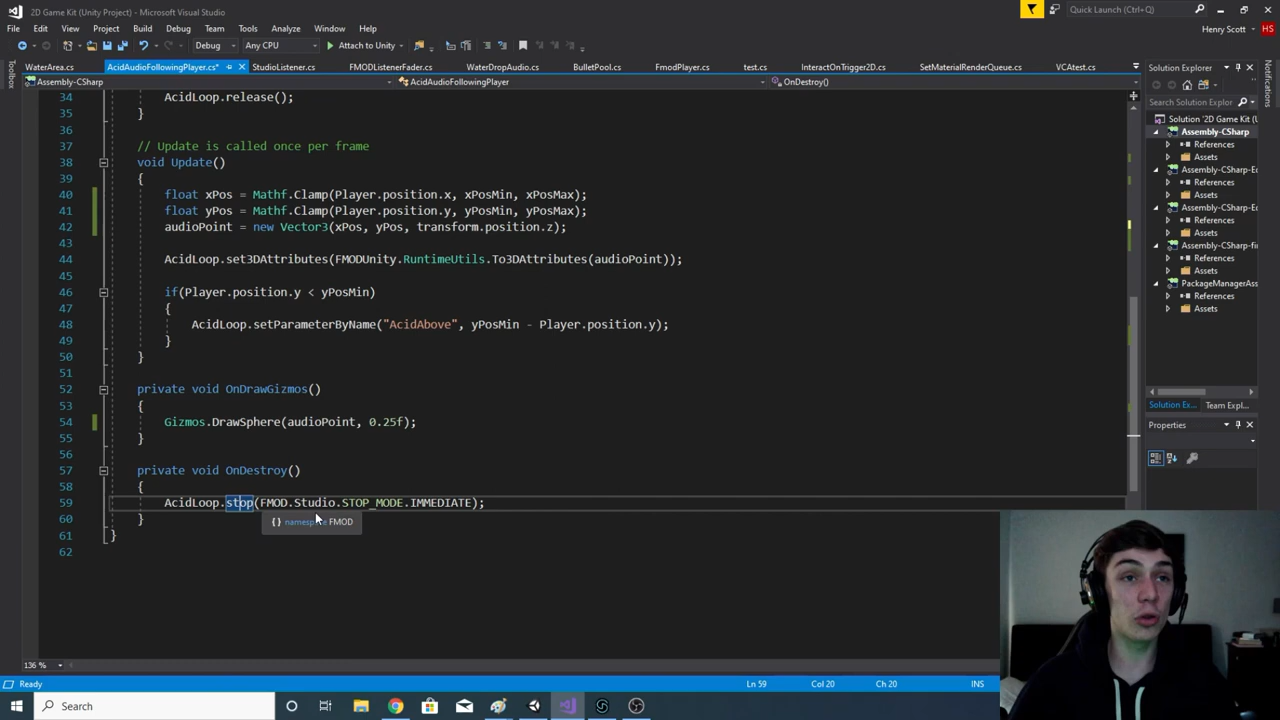 2D Game Kit (Unity Project) - Microsoft Visual Studio
Quick Launch (Ctrl+Q)
File Edit View Project Build Debug Team Tools Analyze Window Help
Henry Scott HS
Debug Any CPU Attach to Unity
Toolbox
WaterArea.cs AcidAudioFollowingPlayer.cs* StudioListener.cs FMODListenerFader.cs WaterDropAudio.cs BulletPool.cs FmodPlayer.cs test.cs InteractOnTrigger2D.cs SetMaterialRenderQueue.cs VCAtest.cs
Assembly-CSharp AcidAudioFollowingPlayer OnDestroy()
34 AcidLoop.release();
35 }
36
37 // Update is called once per frame
38 void Update()
39 {
40 float xPos = Mathf.Clamp(Player.position.x, xPosMin, xPosMax);
41 float yPos = Mathf.Clamp(Player.position.y, yPosMin, yPosMax);
42 audioPoint = new Vector3(xPos, yPos, transform.position.z);
43
44 AcidLoop.set3DAttributes(FMODUnity.RuntimeUtils.To3DAttributes(audioPoint));
45
46 if(Player.position.y < yPosMin)
47 {
48 AcidLoop.setParameterByName("AcidAbove", yPosMin - Player.position.y);
49 }
50 }
51
52 private void OnDrawGizmos()
53 {
54 Gizmos.DrawSphere(audioPoint, 0.25f);
55 }
56
57 private void OnDestroy()
58 {
59 AcidLoop.stop(FMOD.Studio.STOP_MODE.IMMEDIATE);
60 }
{} namespace FMOD
61 }
62
136 %
Solution Explorer
Search Solution Explorer
Solution '2D Game Kit (U
Assembly-CSharp
References
Assets
Assembly-CSharp-Ed
References
Assets
Assembly-CSharp-Ed
References
Assets
Assembly-CSharp-fir
References
Assets
PackageManagerAss
References
Assets
Solution Ex... Team Expl...
Properties
Notifications
Ready Ln 59 Col 20 Ch 20 INS
Search